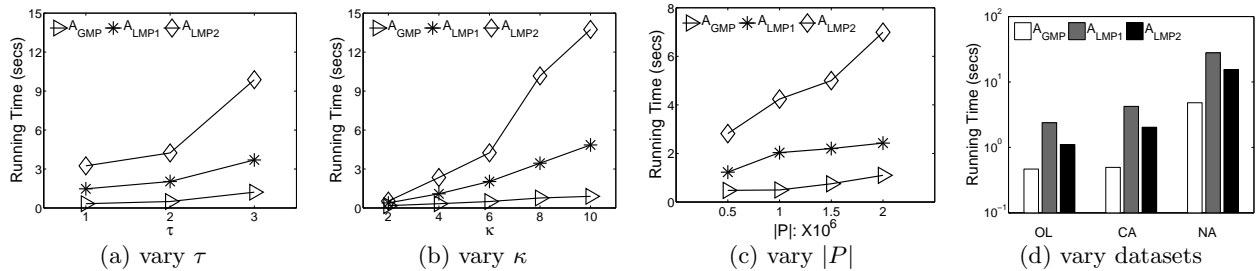 15
12
9
6
3
0
Running Time (secs)
A_GMP A_LMP1 A_LMP2
1 2 3
τ
(a) vary τ
15
12
9
6
3
0
Running Time (secs)
A_GMP A_LMP1 A_LMP2
2 4 6 8 10
κ
(b) vary κ
8
6
4
2
0
Running Time (secs)
A_GMP A_LMP1 A_LMP2
0.5 1 1.5 2
|P|: X10^6
(c) vary |P|
10^2
10^1
10^0
10^−1
Running Time (secs)
A_GMP A_LMP1 A_LMP2
OL CA NA
(d) vary datasets